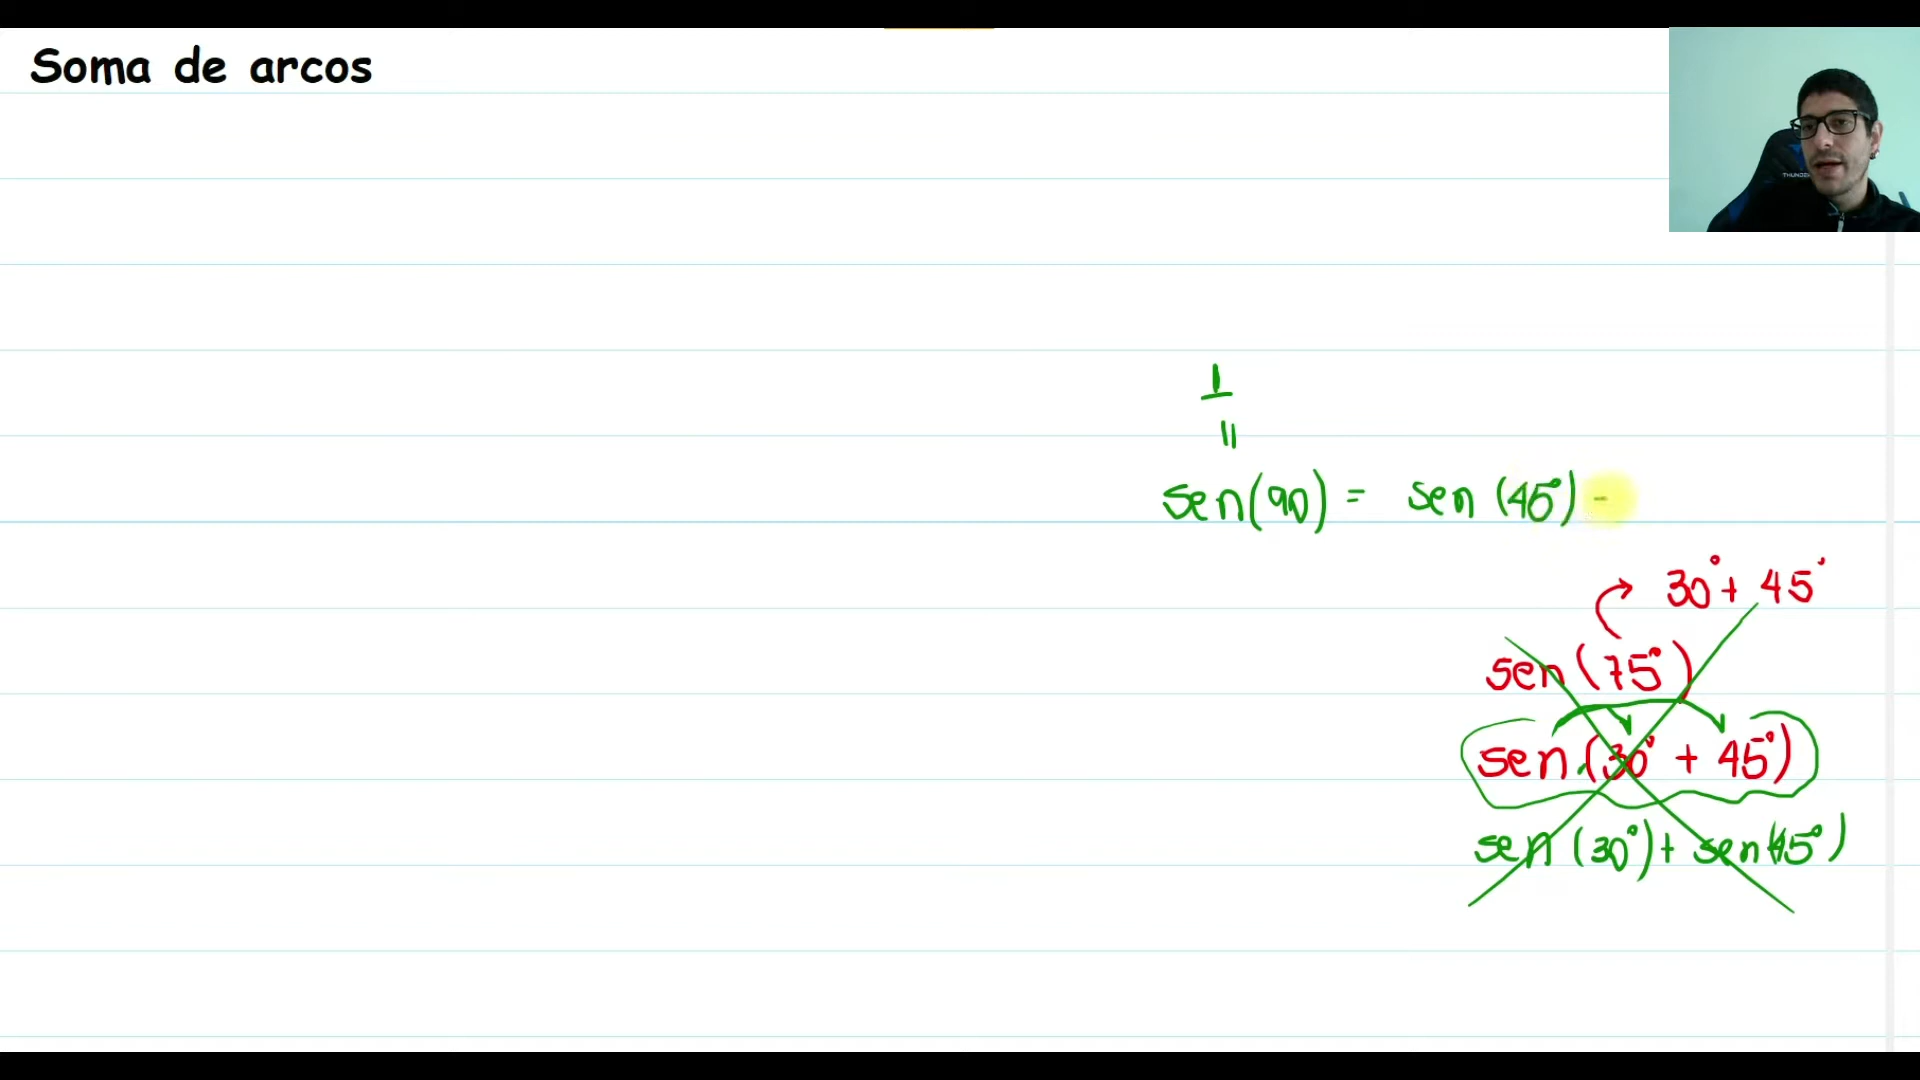 Soma de arcos
1
=
sen(90) = sen (45°) -
30° + 45°
sen (75°)
sen (30° + 45°)
sen (30°) + sen (45°)